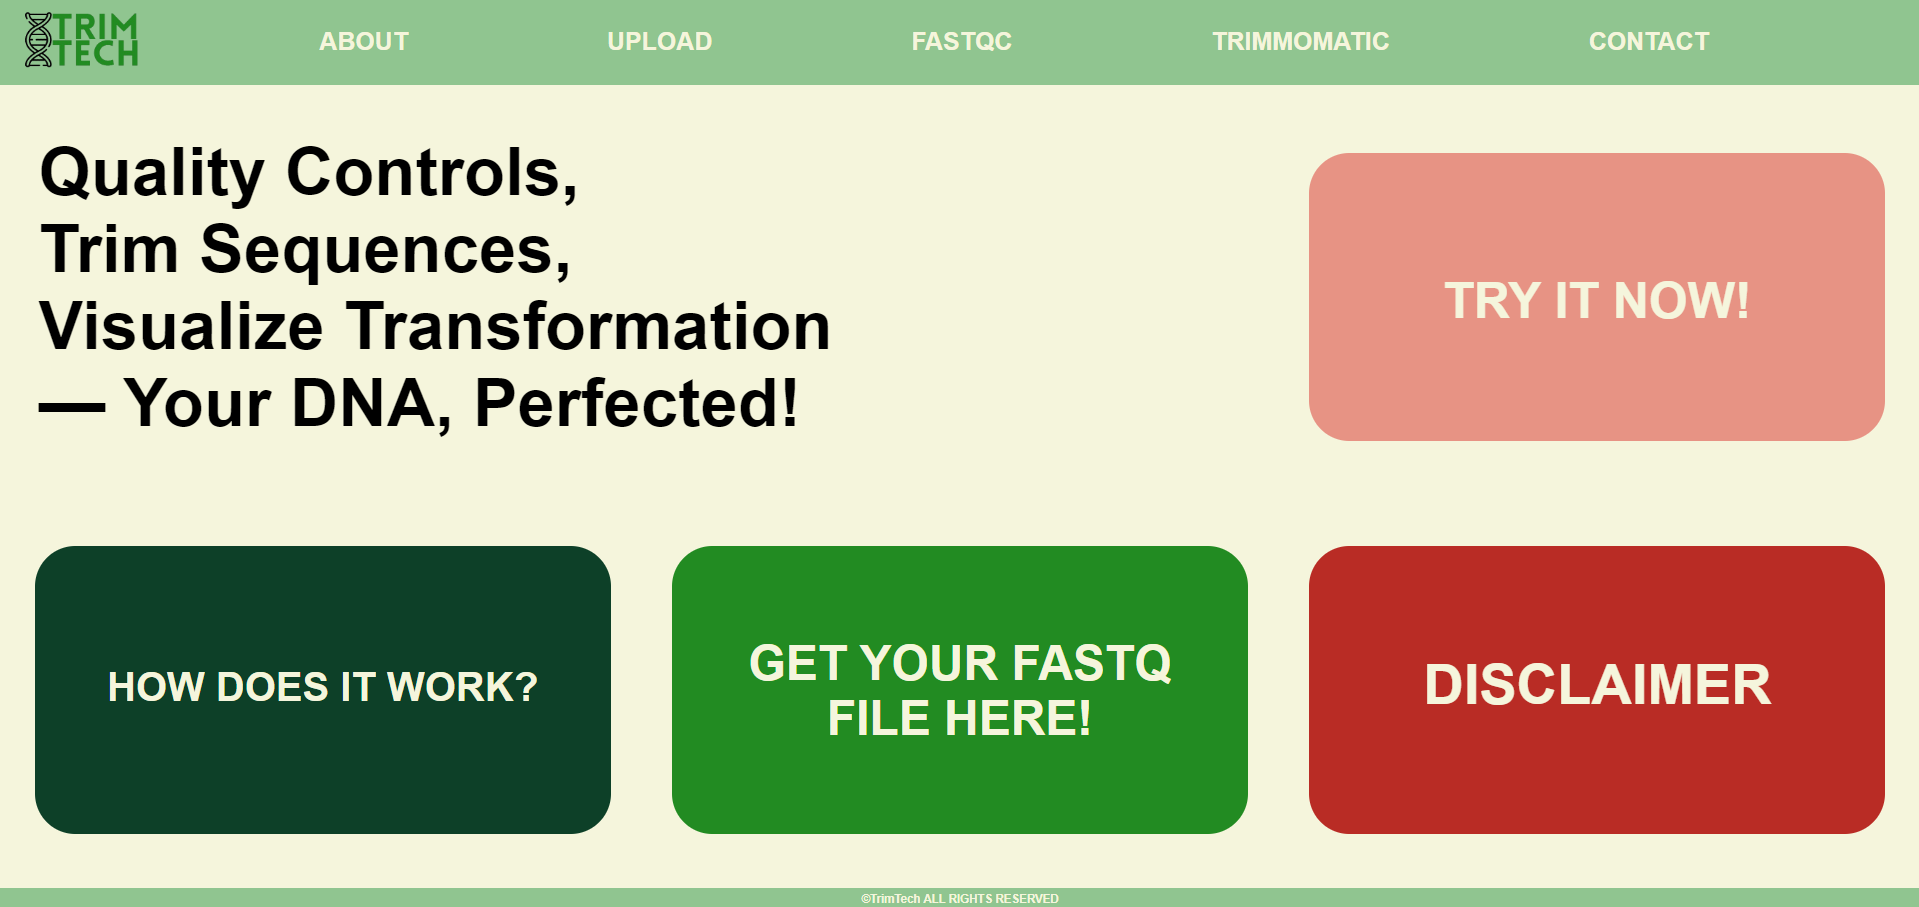 TRIM
TECH
ABOUT
UPLOAD
FASTQC
TRIMMOMATIC
CONTACT
Quality Controls,
Trim Sequences,
Visualize Transformation
— Your DNA, Perfected!
TRY IT NOW!
HOW DOES IT WORK?
GET YOUR FASTQ
FILE HERE!
DISCLAIMER
©TrimTech ALL RIGHTS RESERVED